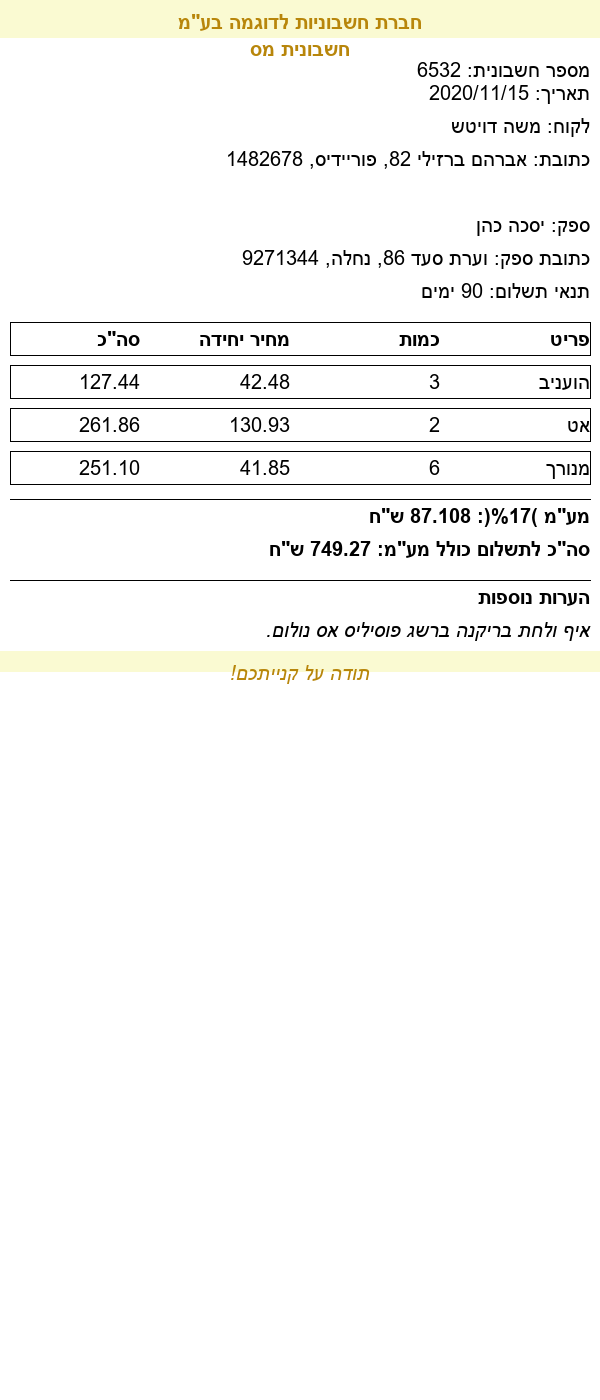 חברת חשבוניות לדוגמה בע"מ
חשבונית מס
מספר חשבונית: 6532
תאריך: 2020/11/15
לקוח: משה דויטש
כתובת: אברהם ברזילי 82, פוריידיס, 1482678
ספק: יסכה כהן
כתובת ספק: וערת סעד 86, נחלה, 9271344
תנאי תשלום: 90 ימים
פריט כמות מחיר יחידה סה"כ
הועניב 3 42.48 127.44
אט 2 130.93 261.86
מנורך 6 41.85 251.10
מע"מ )17%(: 87.108 ש"ח
סה"כ לתשלום כולל מע"מ: 749.27 ש"ח
הערות נוספות
איף ולחת בריקנה ברשג פוסיליס אס נולום.
תודה על קנייתכם!